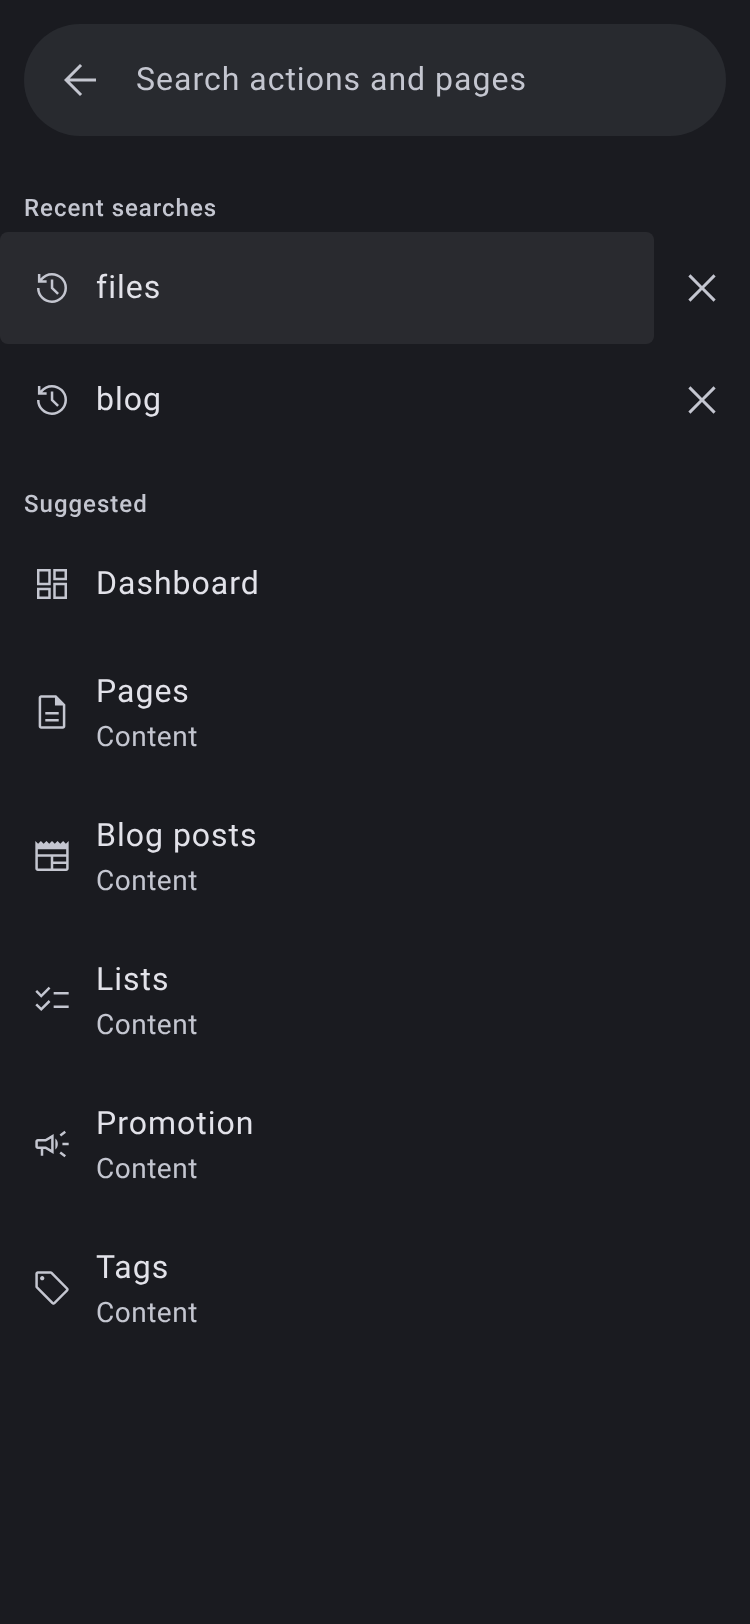 Search actions and pages
Recent searches
files
blog
Suggested
Dashboard
Pages
Content
Blog posts
Content
Lists
Content
Promotion
Content
Tags
Content